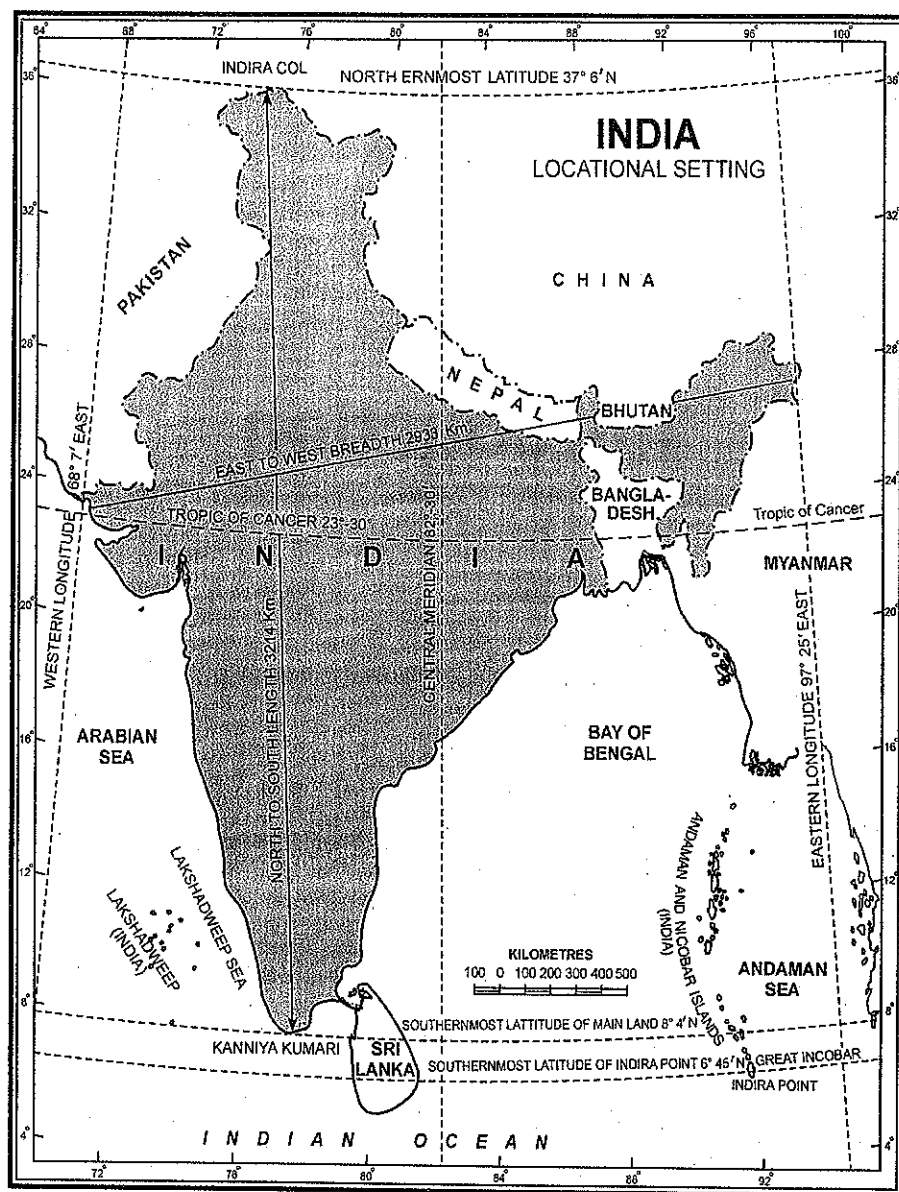 64° 68° 72° 76° 80° 84° 88° 92° 96° 100°
INDIRA COL
NORTH ERNMOST LATITUDE 37° 6′ N
36° 36°
INDIA
LOCATIONAL SETTING
32° 32°
PAKISTAN
CHINA
28° 28°
NEPAL
BHUTAN
EAST TO WEST BREADTH 2933 Km.
24° 24°
BANGLA-
DESH
TROPIC OF CANCER 23°-30′
Tropic of Cancer
INDIA
MYANMAR
WESTERN LONGITUDE 68° 7′ EAST
NORTH TO SOUTH LENGTH 3214 Km.
CENTRAL MERIDIAN (82°-30′)
EASTERN LONGITUDE 97° 25′ EAST
20° 20°
ARABIAN
SEA
BAY OF
BENGAL
16° 16°
LAKSHADWEEP SEA
LAKSHADWEEP
(INDIA)
ANDAMAN AND NICOBAR ISLANDS
(INDIA)
12° 12°
KILOMETRES
100 0 100 200 300 400 500
ANDAMAN
SEA
8° 8°
SOUTHERNMOST LATTITUDE OF MAIN LAND 8° 4′ N
KANNIYA KUMARI
SRI
LANKA
SOUTHERNMOST LATITUDE OF INDIRA POINT 6° 45′ N
GREAT INCOBAR
INDIRA POINT
INDIAN OCEAN
4° 4°
72° 78° 80° 84° 86° 92°